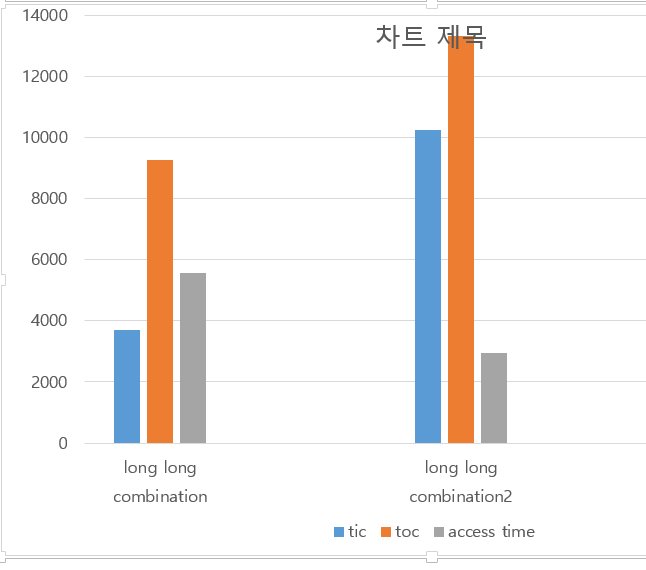 차트 제목
14000
12000
10000
8000
6000
4000
2000
0
long long
combination
long long
combination2
tic
toc
access time